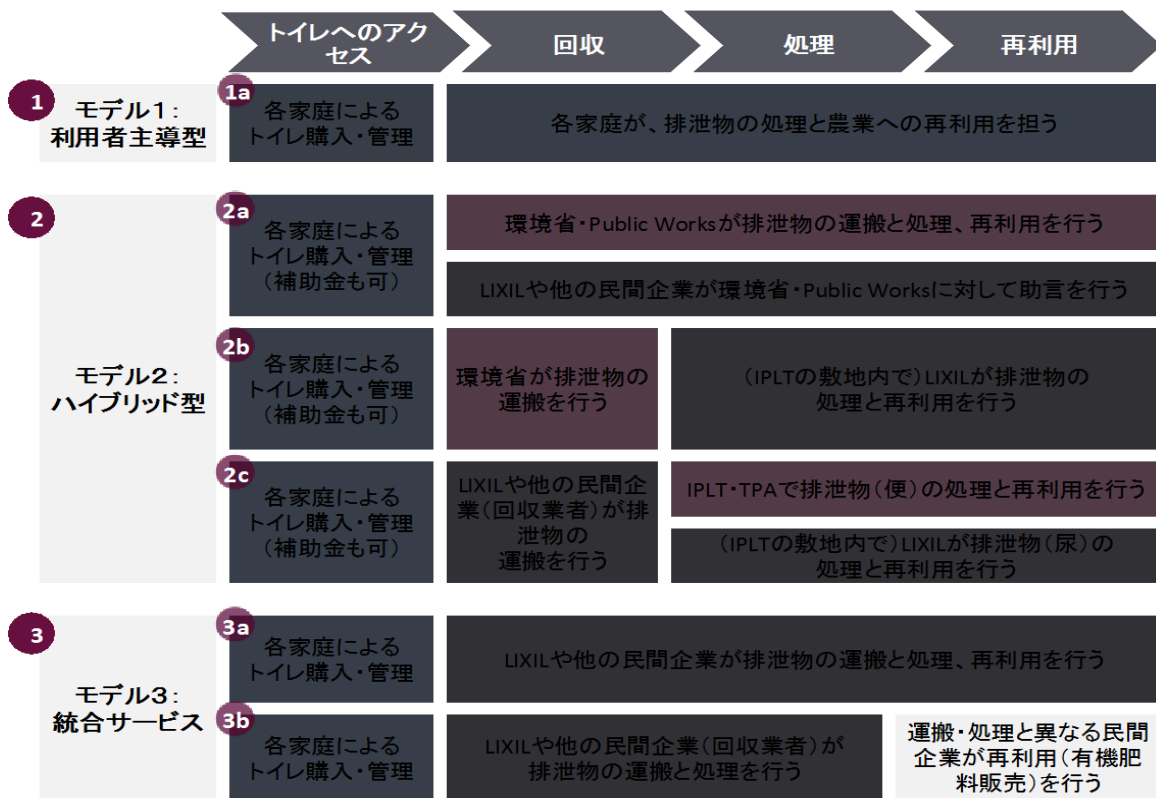 トイレへのアク
セス
回収
処理
再利用
1
モデル1:
利用者主導型
1a
各家庭による
トイレ購入・管理
各家庭が、排泄物の処理と農業への再利用を担う
2
モデル2:
ハイブリッド型
2a
各家庭による
トイレ購入・管理
(補助金も可)
環境省・Public Worksが排泄物の運搬と処理、再利用を行う
LIXILや他の民間企業が環境省・Public Worksに対して助言を行う
2b
各家庭による
トイレ購入・管理
(補助金も可)
環境省が排泄物の
運搬を行う
(IPLTの敷地内で)LIXILが排泄物の
処理と再利用を行う
2c
各家庭による
トイレ購入・管理
(補助金も可)
LIXILや他の民間企
業(回収業者)が排
泄物の
運搬を行う
IPLT・TPAで排泄物(便)の処理と再利用を行う
(IPLTの敷地内で)LIXILが排泄物(尿)の
処理と再利用を行う
3
モデル3:
統合サービス
3a
各家庭による
トイレ購入・管理
LIXILや他の民間企業が排泄物の運搬と処理、再利用を行う
3b
各家庭による
トイレ購入・管理
LIXILや他の民間企業(回収業者)が
排泄物の運搬と処理を行う
運搬・処理と異なる民間
企業が再利用(有機肥
料販売)を行う